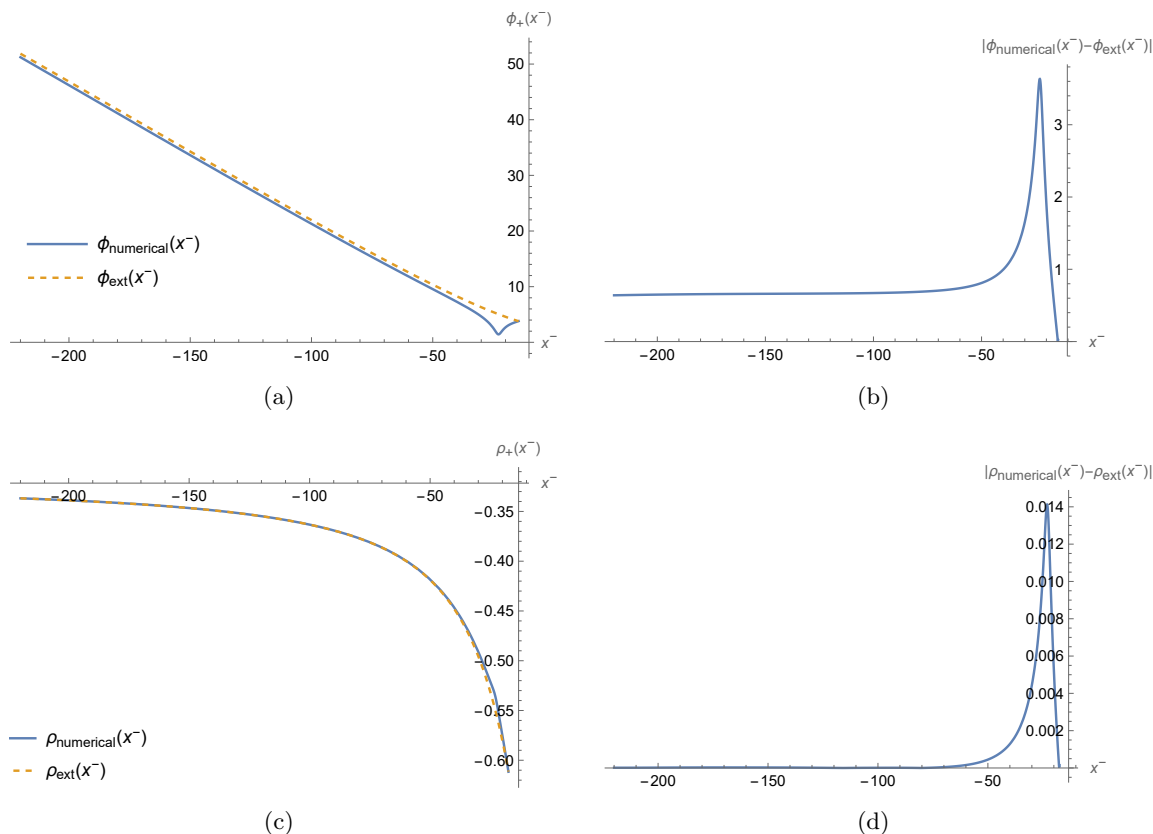 ϕ₊(x⁻)
50
40
30
20
10
−200 −150 −100 −50 x⁻
ϕnumerical(x⁻)
ϕext(x⁻)
(a)
|ϕnumerical(x⁻)−ϕext(x⁻)|
3
2
1
−200 −150 −100 −50 x⁻
(b)
ρ₊(x⁻)
−200 −150 −100 −50 x⁻
−0.35
−0.40
−0.45
−0.50
−0.55
−0.60
ρnumerical(x⁻)
ρext(x⁻)
(c)
|ρnumerical(x⁻)−ρext(x⁻)|
0.014
0.012
0.010
0.008
0.006
0.004
0.002
−200 −150 −100 −50 x⁻
(d)